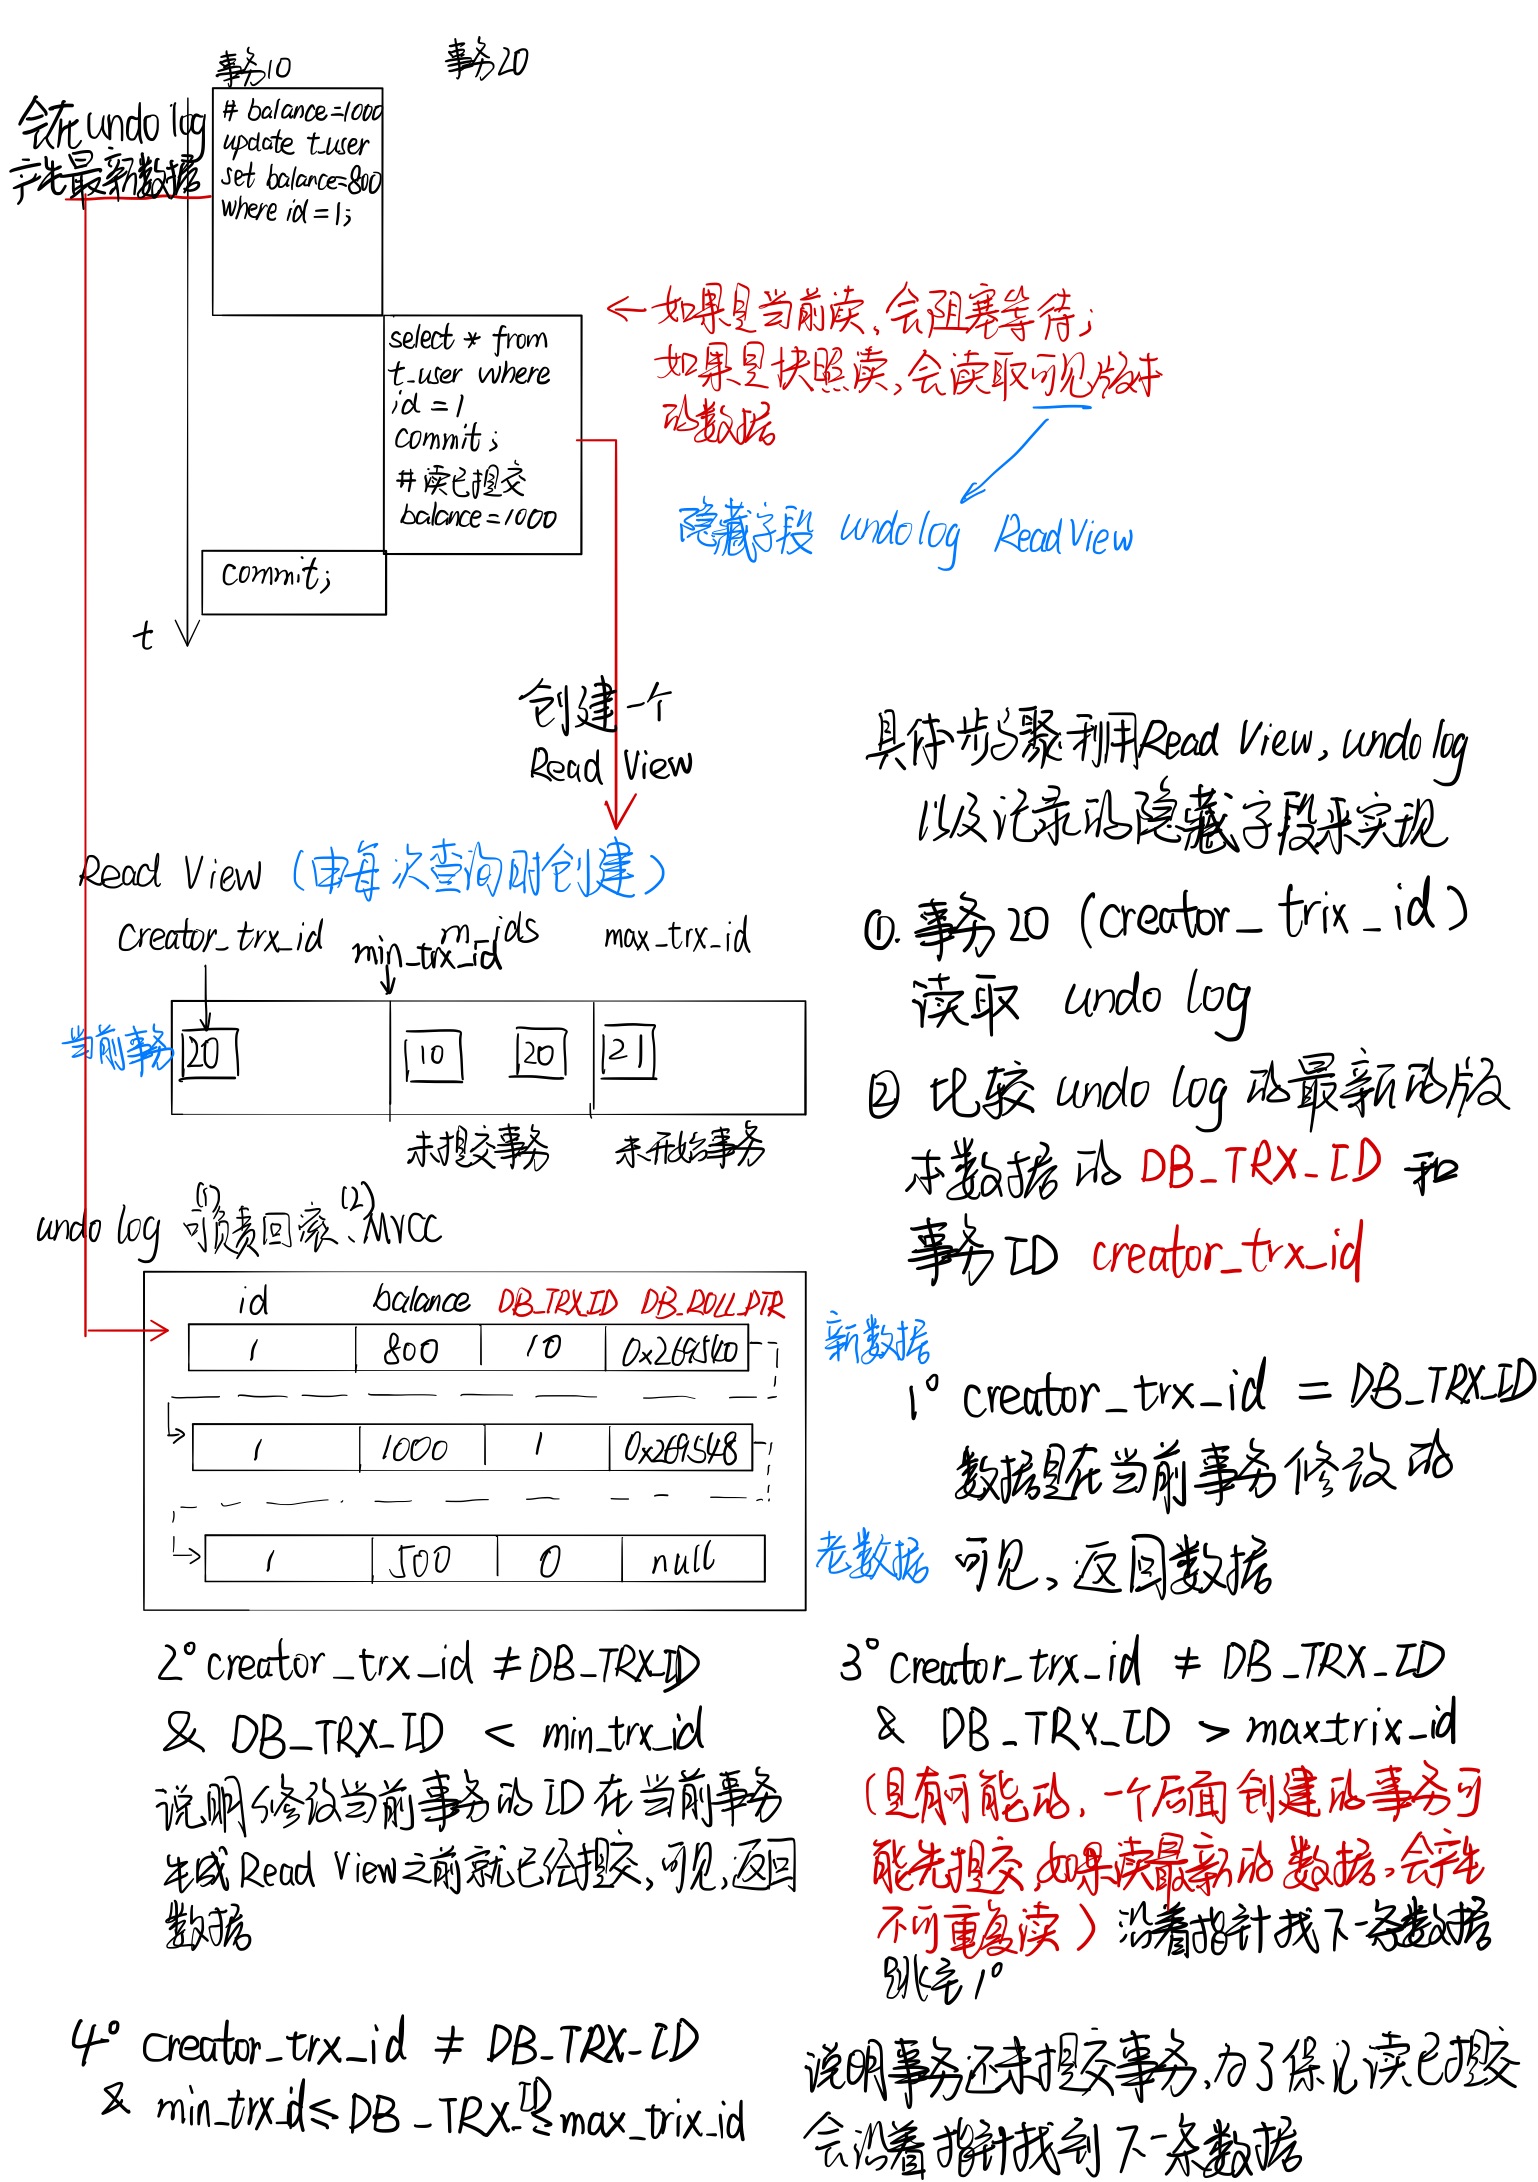 事务10
事务20
会在undo log
产生最新数据
# balance=1000
update t_user
set balance=800
where id=1;
select * from
t_user where
id=1
commit;
#读已提交
balance=1000
commit;
t
←如果是当前读,会阻塞等待;
如果是快照读,会读取可见版本
的数据
隐藏字段 undolog ReadView
创建一个
Read View
Read View(由每次查询时创建)
creator_trx_id
min_trx_id
m_ids
max_trx_id
当前事务
20
10
20
21
未提交事务
未开始事务
undo log 可负责回滚、MVCC
(1)
(2)
id balance DB_TRX_ID DB_ROLL_PTR
1 800 10 0x269540
1 1000 1 0x269548
1 500 0 null
新数据
老数据
具体步骤利用Read View,undo log
以及记录的隐藏字段来实现
①.事务20(creator_trix_id)
读取 undo log
② 比较 undo log 的最新的版
本数据的 DB_TRX_ID 和
事务ID creator_trx_id
1° creator_trx_id = DB_TRX_ID
数据是在当前事务修改的
可见,返回数据
2° creator_trx_id ≠ DB_TRX_ID
& DB_TRX_ID < min_trx_id
说明修改当前事务的ID在当前事务
生成Read View之前就已经提交,可见,返回
数据
3° creator_trx_id ≠ DB_TRX_ID
& DB_TRX_ID > maxtrix_id
(是有可能的,一个后面创建的事务可
能先提交,如果读最新的数据,会产生
不可重复读)沿着指针找下一条数据
跳至1°
4° creator_trx_id ≠ DB_TRX_ID
& min_trx_id≤DB_TRX_ID≤max_trix_id
说明事务还未提交事务,为了保记读已提交
会沿着指针找到下一条数据